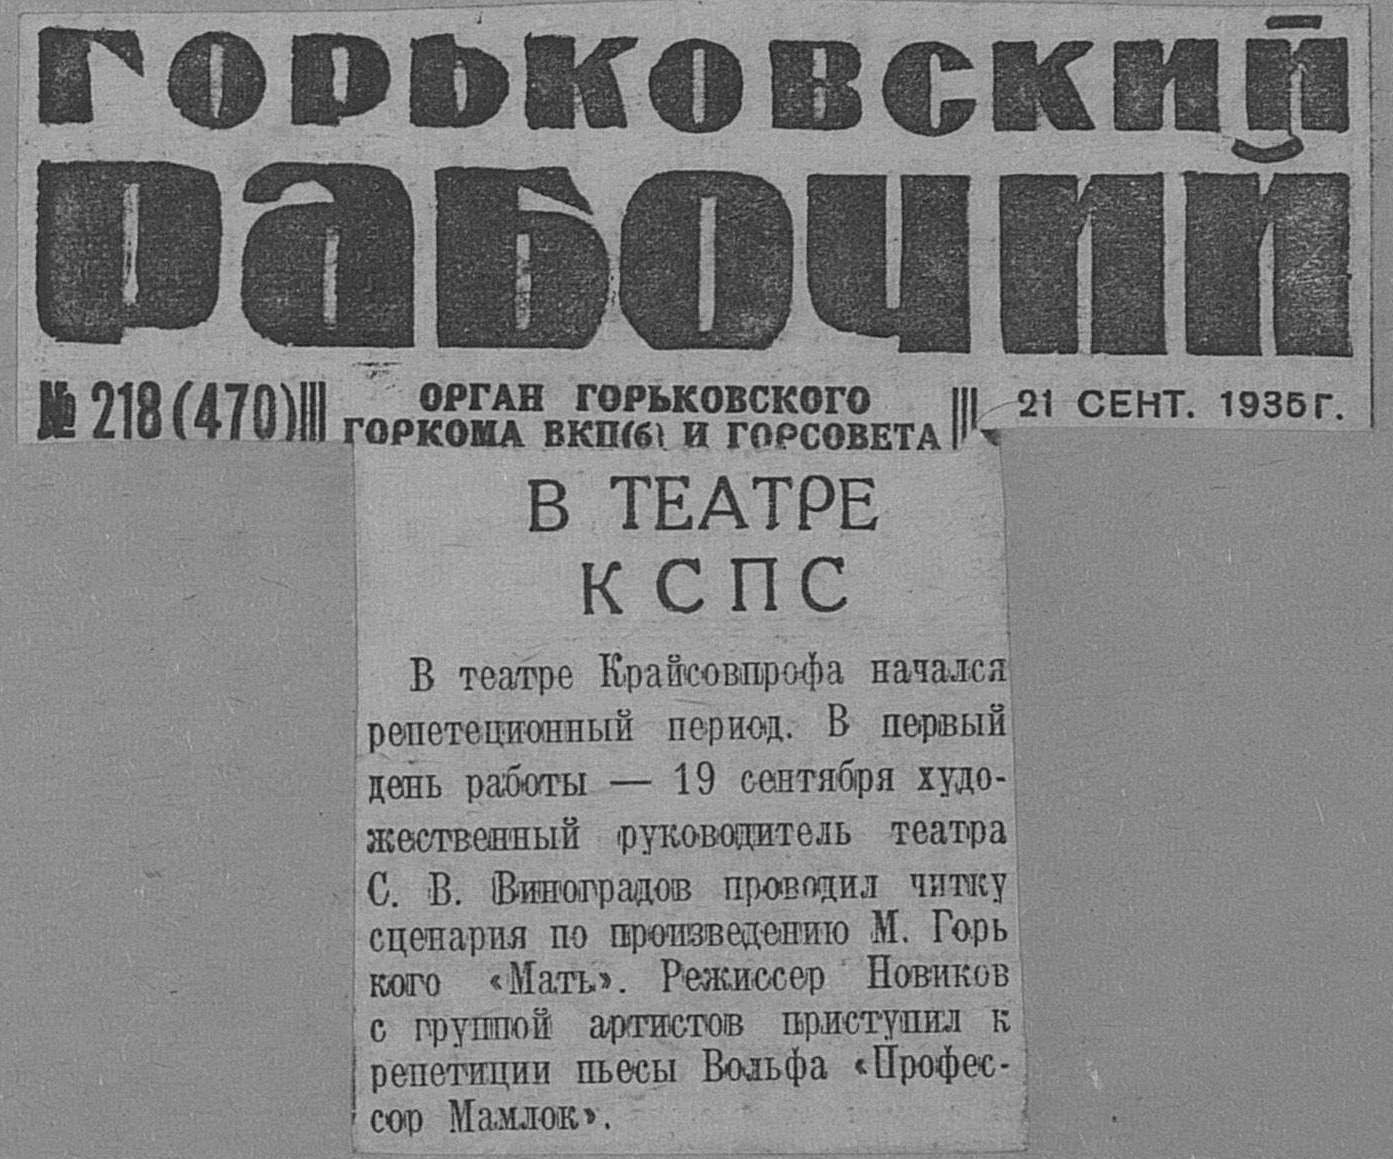 ГОРЬКОВСКИЙ
РАБОЧИЙ
№ 218 (470)
ОРГАН ГОРЬКОВСКОГО
ГОРКОМА ВКП(б) И ГОРСОВЕТА
21 СЕНТ. 1935 г.
В ТЕАТРЕ
КСПС
В театре Крайсовпрофа начался
репетеционный период. В первый
день работы — 19 сентября худо-
жественный руководитель театра
С. В. Виноградов проводил читку
сценария по произведению М. Горь
кого «Мать». Режиссер Новиков
с группой артистов приступил к
репетиции пьесы Вольфа «Профес-
сор Мамлок».